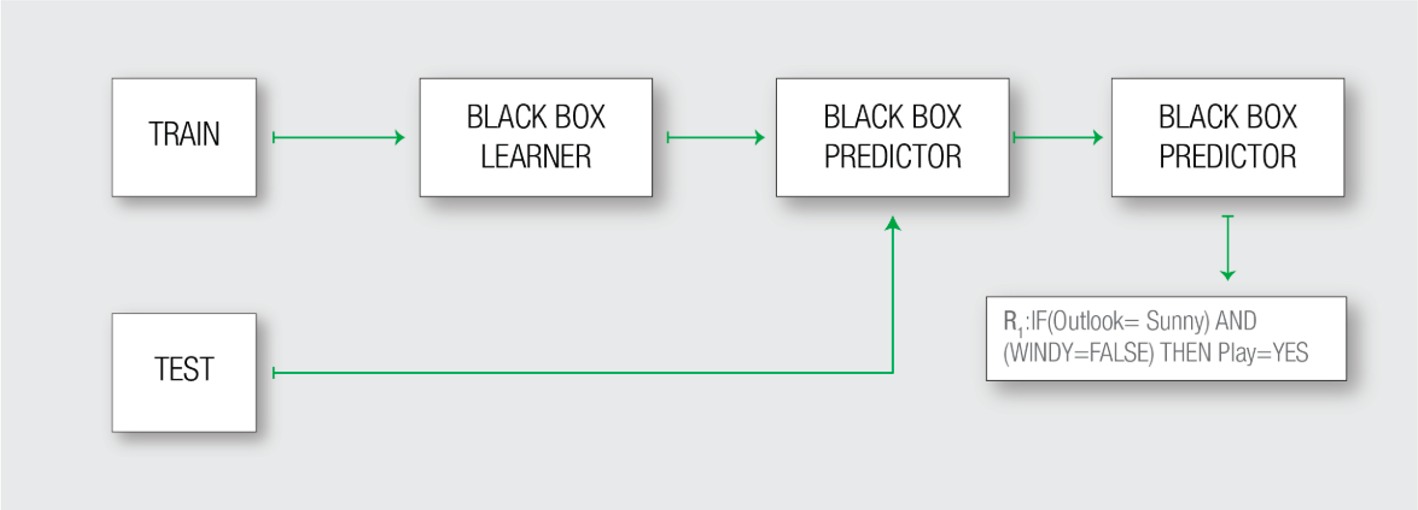 TRAIN
BLACK BOX
LEARNER
BLACK BOX
PREDICTOR
BLACK BOX
PREDICTOR
TEST
R1:IF(Outlook= Sunny) AND
(WINDY=FALSE) THEN Play=YES